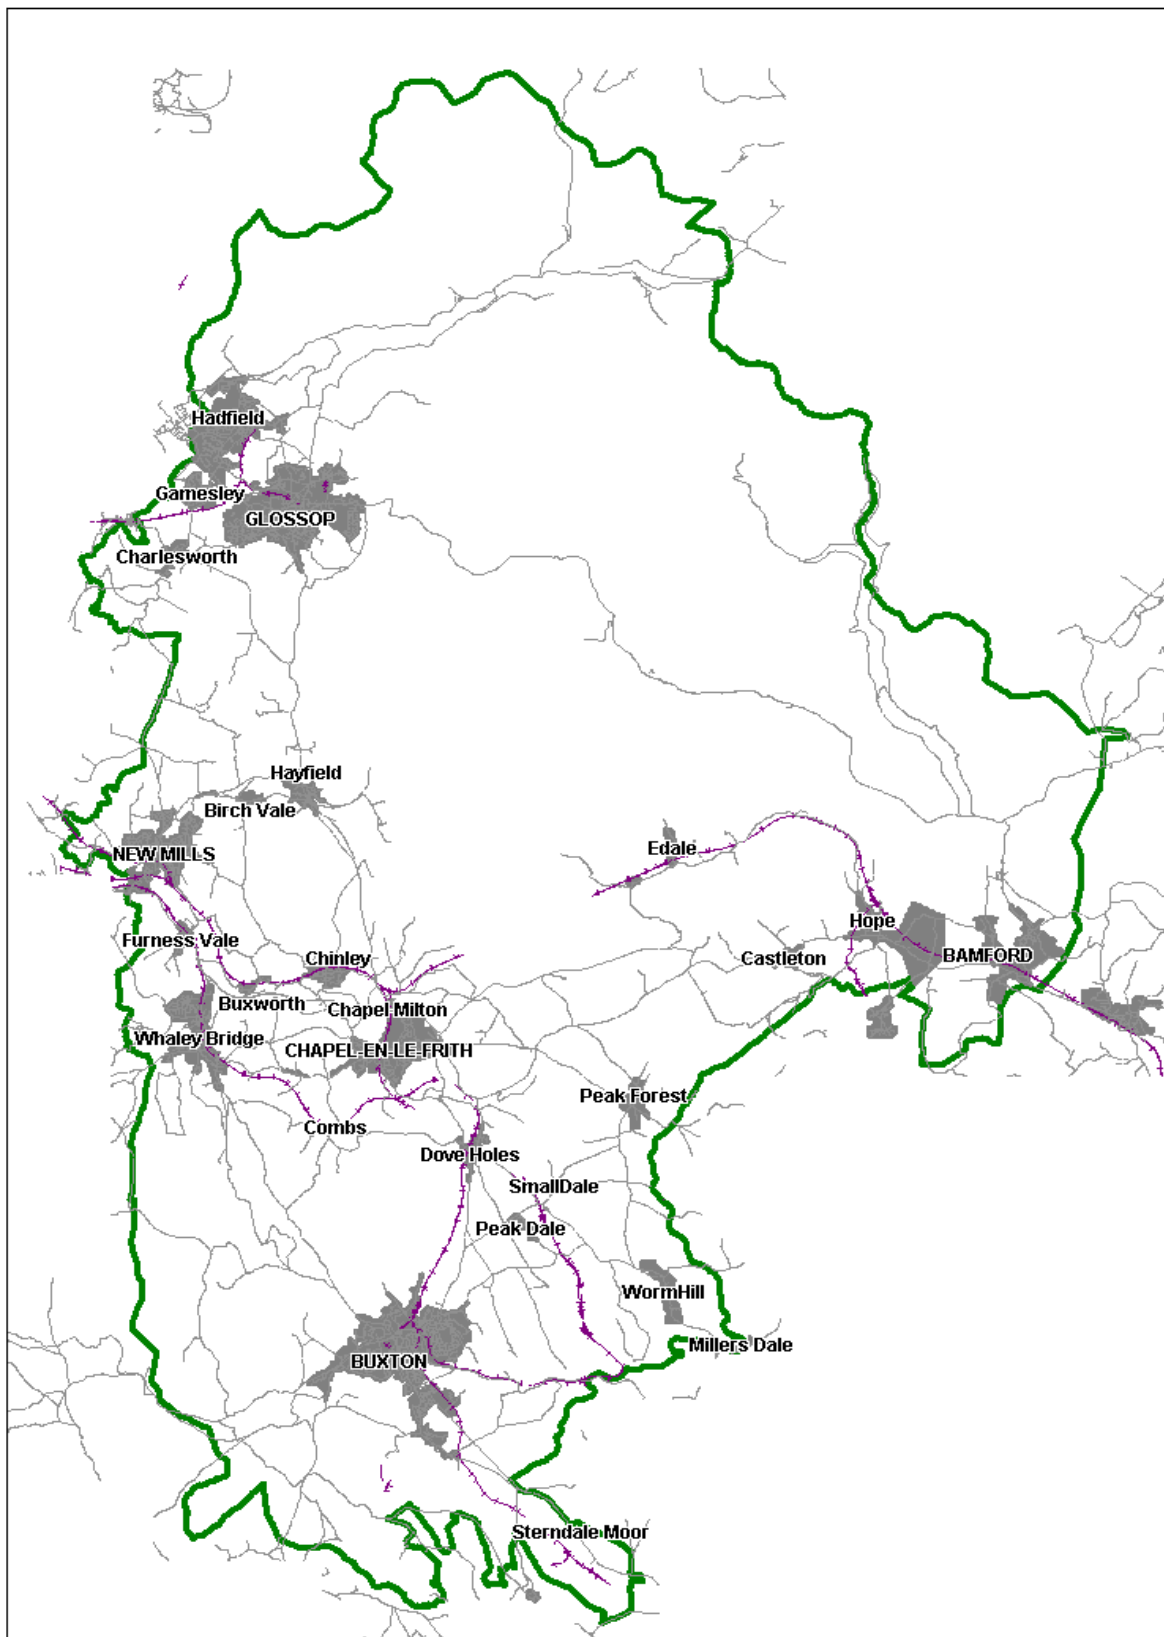 Hadfield
Gamesley
GLOSSOP
Charlesworth
Hayfield
Birch Vale
NEW MILLS
Edale
Hope
Furness Vale
Chinley
Castleton
BAMFORD
Buxworth
Chapel Milton
Whaley Bridge
CHAPEL-EN-LE-FRITH
Peak Forest
Combs
Dove Holes
SmallDale
Peak Dale
WormHill
Millers Dale
BUXTON
Sterndale Moor